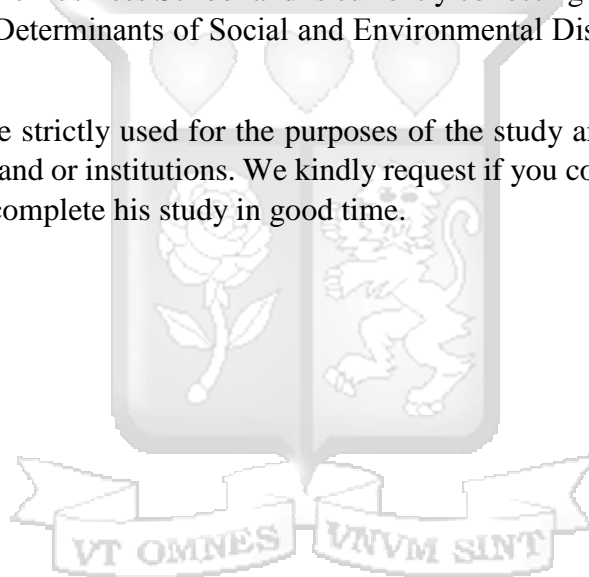 Determinants of Social and Environmental Dis
e strictly used for the purposes of the study a
and or institutions. We kindly request if you co
complete his study in good time.
VT OMNES VNVM SINT